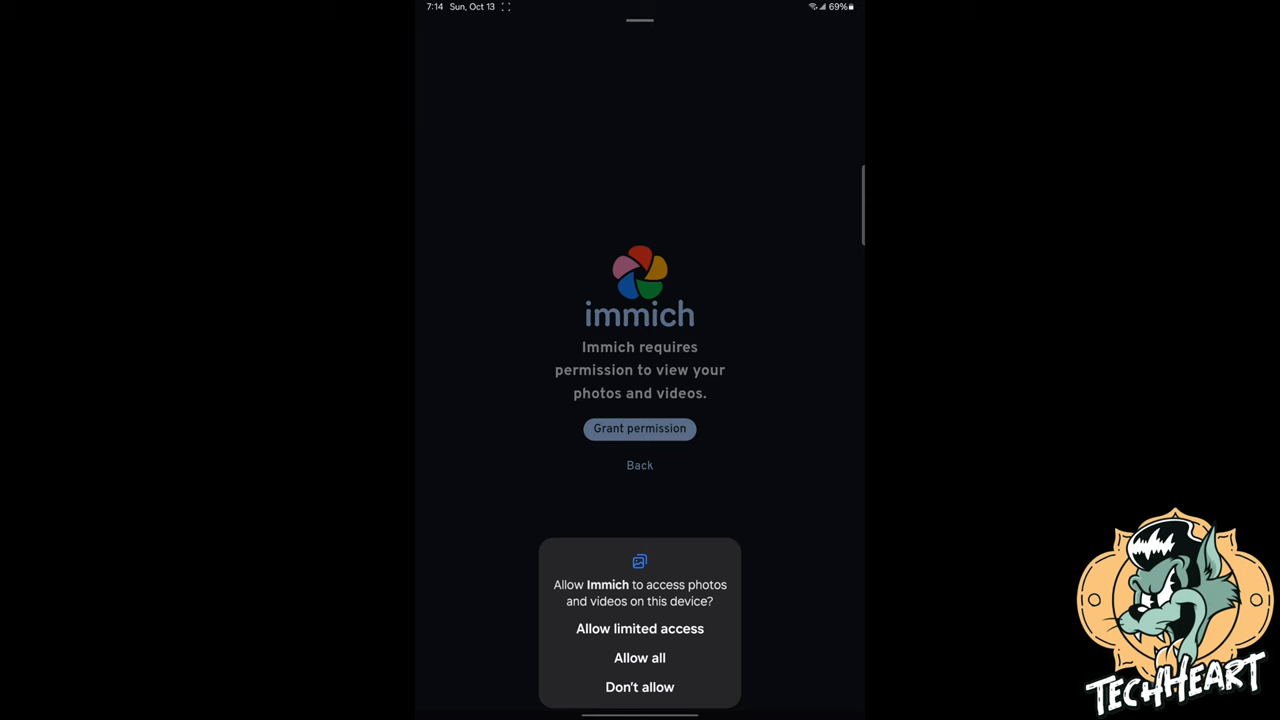 7:14 Sun, Oct 13
69%
immich
Immich requires
permission to view your
photos and videos.
Grant permission
Back
Allow Immich to access photos
and videos on this device?
Allow limited access
Allow all
Don't allow
TECHHEART